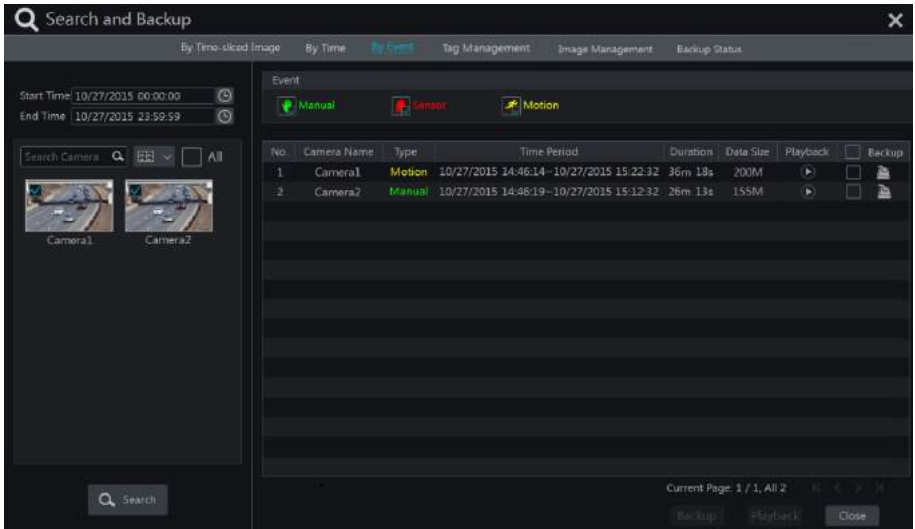 Search and Backup
By Time-sliced Image By Time By Event Tag Management Image Management Backup Status
Start Time 10/27/2015 00:00:00
End Time 10/27/2015 23:59:59
Search Camera All
Camera1 Camera2
Search
Event
Manual Sensor Motion
No. Camera Name Type Time Period Duration Data Size Playback Backup
1 Camera1 Motion 10/27/2015 14:46:14--10/27/2015 15:22:32 36m 18s 200M
2 Camera2 Manual 10/27/2015 14:46:19--10/27/2015 15:12:32 26m 13s 155M
Current Page: 1 / 1, All 2
Backup Playback Close